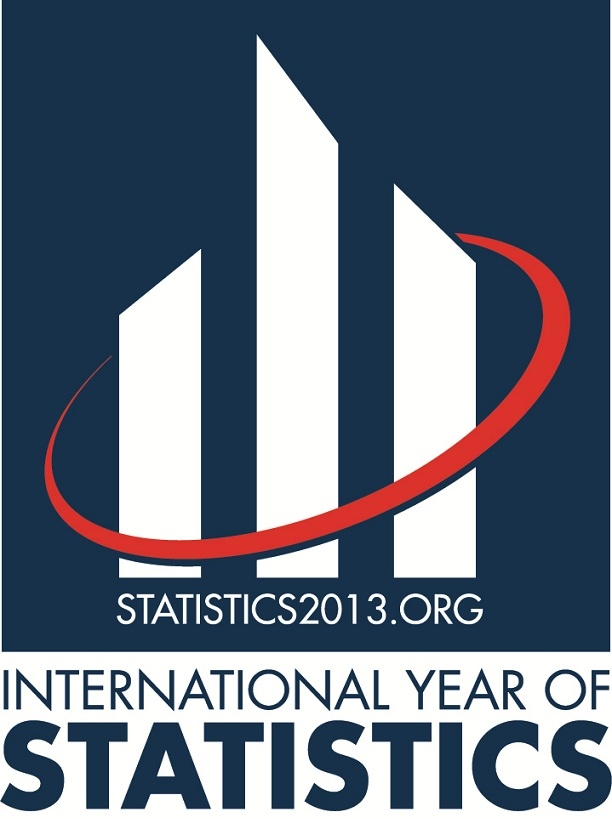 STATISTICS2013.ORG
INTERNATIONAL YEAR OF
STATISTICS